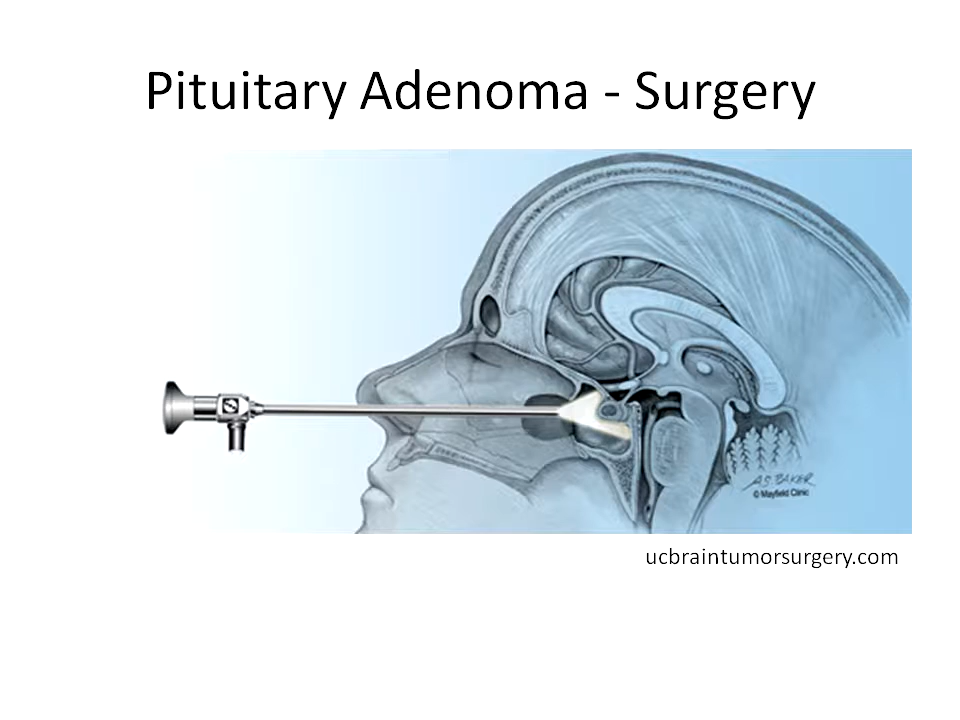 Pituitary Adenoma - Surgery
A.S. BAKER
© Mayfield Clinic
ucbraintumorsurgery.com